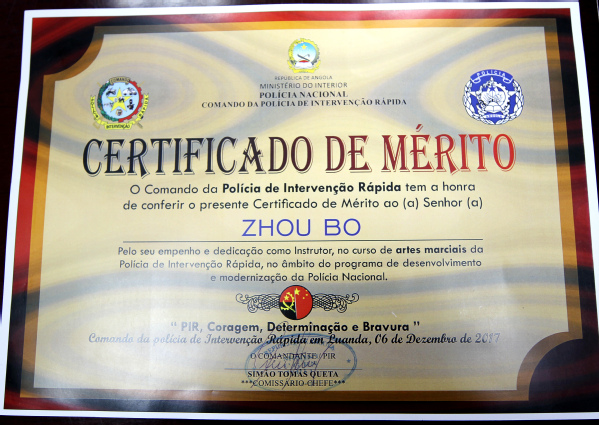 REPÚBLICA DE ANGOLA
MINISTÉRIO DO INTERIOR
POLÍCIA NACIONAL
COMANDO DA POLÍCIA DE INTERVENÇÃO RÁPIDA
POLÍCIA
INTERVENÇÃO
CERTIFICADO DE MÉRITO
O Comando da Polícia de Intervenção Rápida tem a honra
de conferir o presente Certificado de Mérito ao (a) Senhor (a)
ZHOU BO
Pelo seu empenho e dedicação como Instrutor, no curso de artes marciais da
Polícia de Intervenção Rápida, no âmbito do programa de desenvolvimento
e modernização da Polícia Nacional.
" PIR, Coragem, Determinação e Bravura "
Comando da polícia de Intervenção Rápida em Luanda, 06 de Dezembro de 2017
O COMANDANTE PIR
SIMÃO TOMÁS QUETA
***COMISSÁRIO CHEFE***